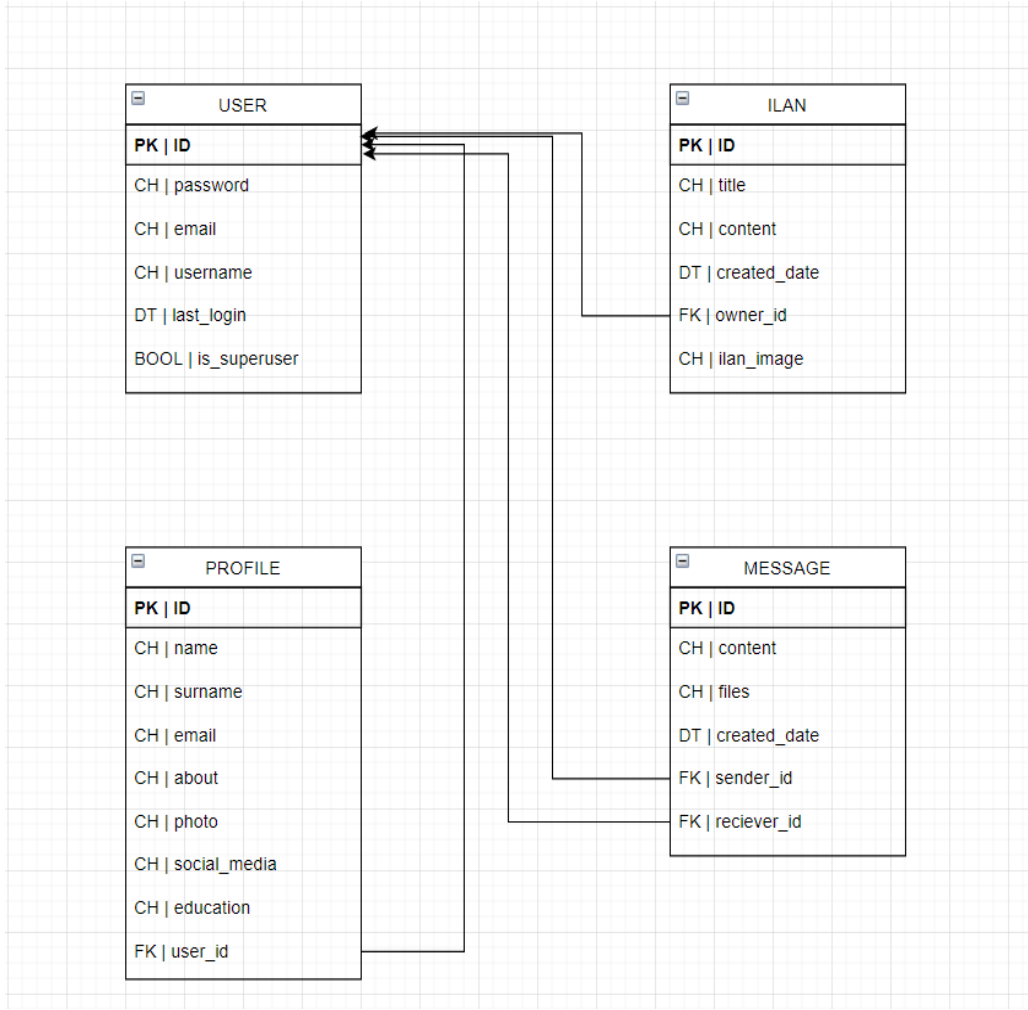 USER
PK | ID
CH | password
CH | email
CH | username
DT | last_login
BOOL | is_superuser
ILAN
PK | ID
CH | title
CH | content
DT | created_date
FK | owner_id
CH | ilan_image
PROFILE
PK | ID
CH | name
CH | surname
CH | email
CH | about
CH | photo
CH | social_media
CH | education
FK | user_id
MESSAGE
PK | ID
CH | content
CH | files
DT | created_date
FK | sender_id
FK | reciever_id